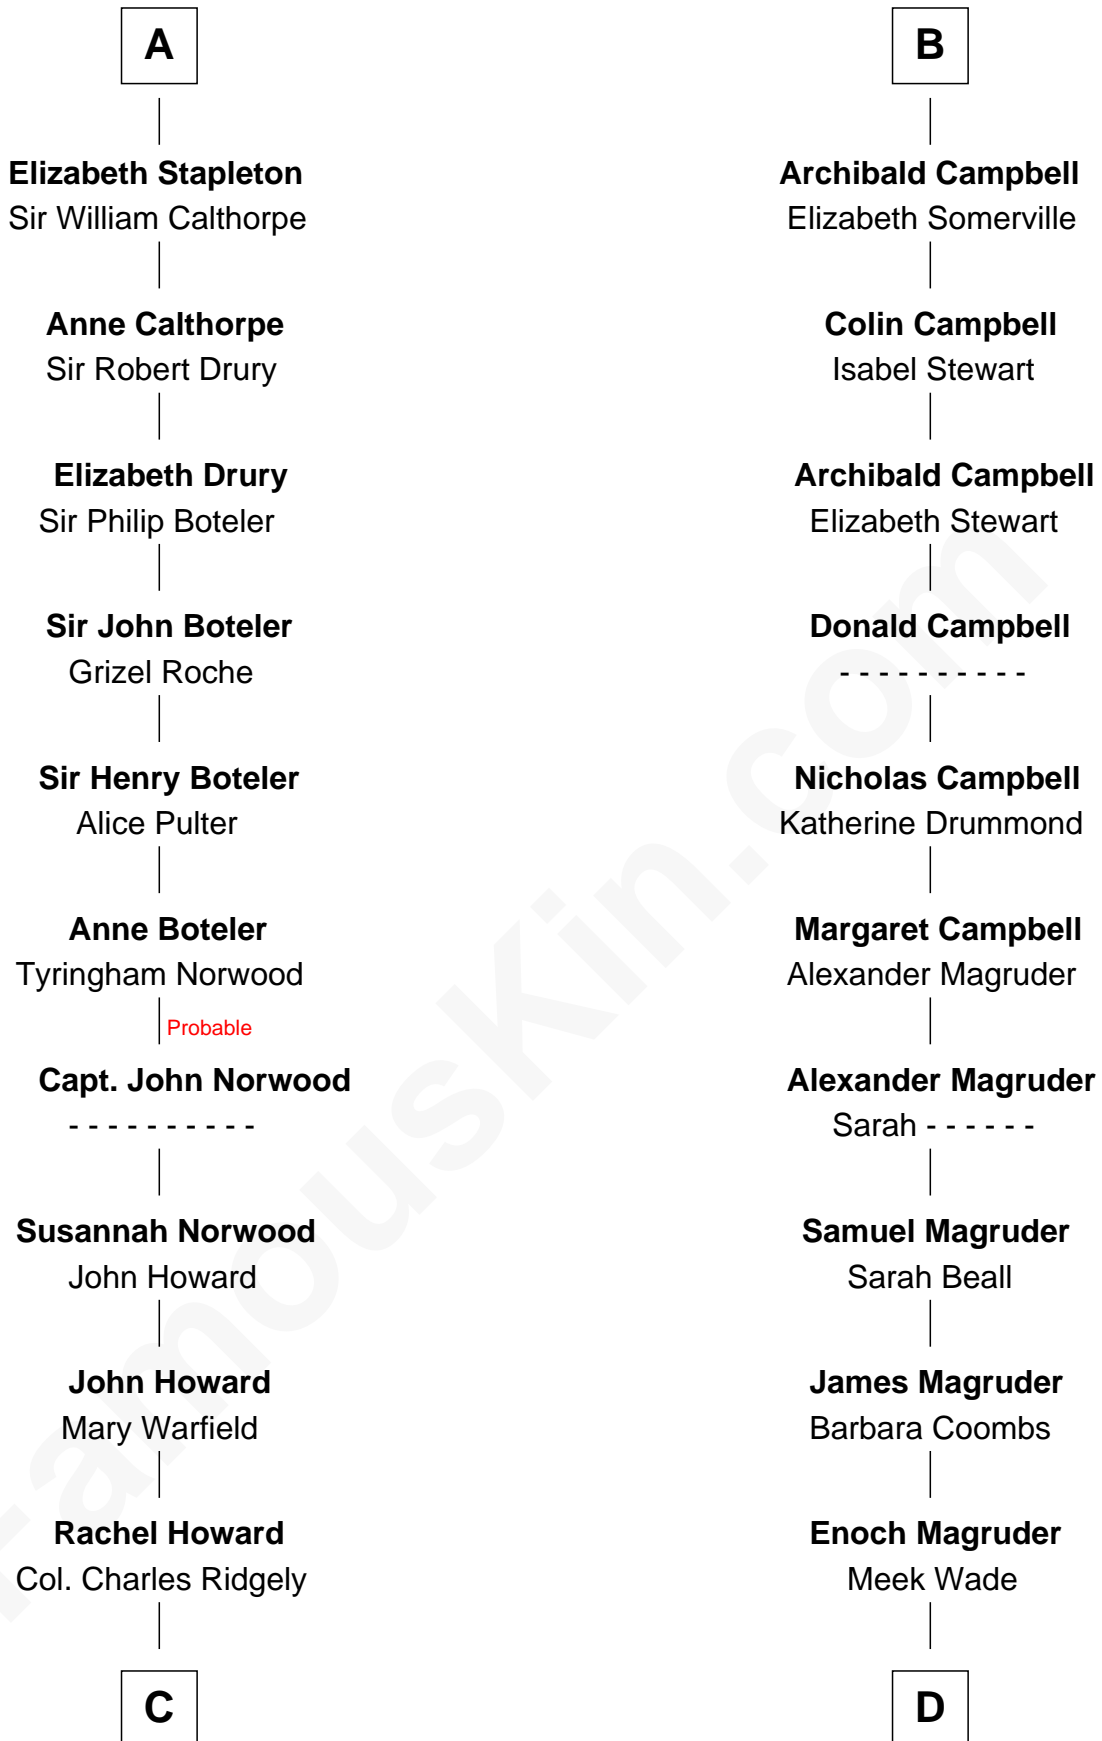 A
Elizabeth Stapleton
Sir William Calthorpe
Anne Calthorpe
Sir Robert Drury
Elizabeth Drury
Sir Philip Boteler
Sir John Boteler
Grizel Roche
Sir Henry Boteler
Alice Pulter
Anne Boteler
Tyringham Norwood
Probable
Capt. John Norwood
- - - - - - - - - -
Susannah Norwood
John Howard
John Howard
Mary Warfield
Rachel Howard
Col. Charles Ridgely
C
B
Archibald Campbell
Elizabeth Somerville
Colin Campbell
Isabel Stewart
Archibald Campbell
Elizabeth Stewart
Donald Campbell
- - - - - - - - - -
Nicholas Campbell
Katherine Drummond
Margaret Campbell
Alexander Magruder
Alexander Magruder
Sarah - - - - - -
Samuel Magruder
Sarah Beall
James Magruder
Barbara Coombs
Enoch Magruder
Meek Wade
D
FamousKin.com